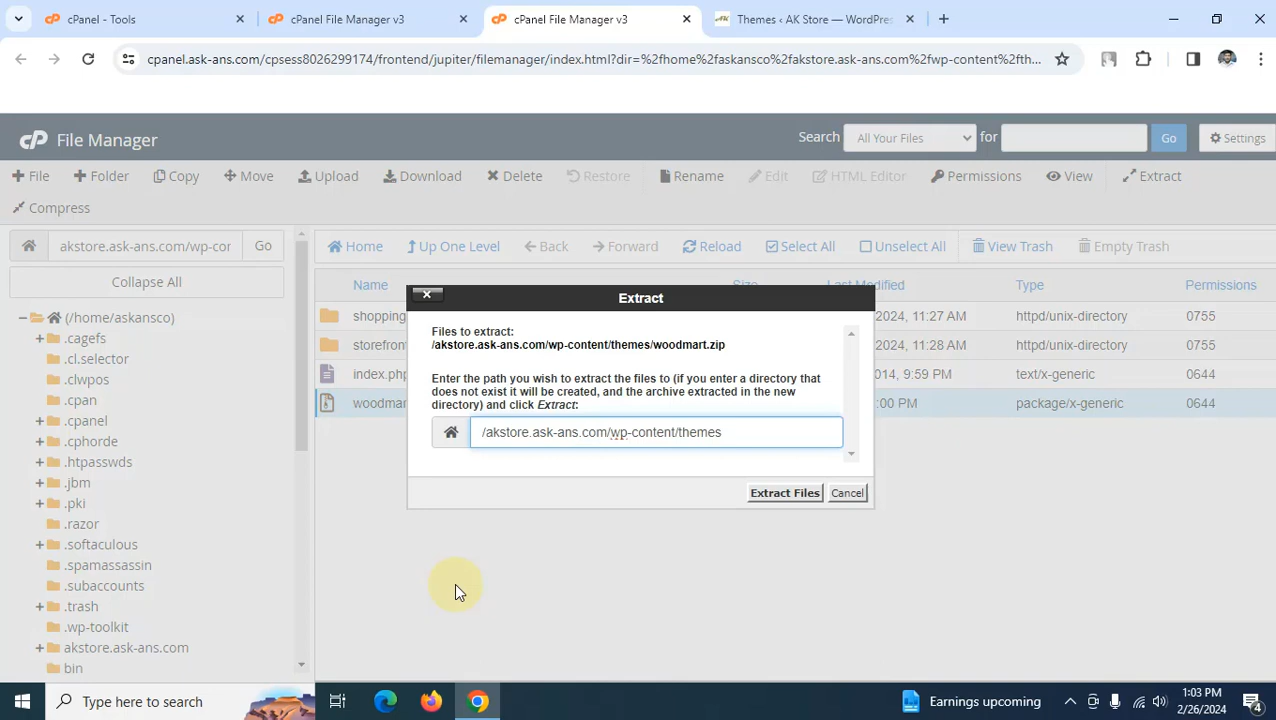 cPanel - Tools
cPanel File Manager v3
cPanel File Manager v3
Themes ‹ AK Store — WordPres
cpanel.ask-ans.com/cpsess8026299174/frontend/jupiter/filemanager/index.html?dir=%2fhome%2faskansco%2fakstore.ask-ans.com%2fwp-content%2fth...
cP File Manager
Search All Your Files for Go Settings
File Folder Copy Move Upload Download Delete Restore Rename Edit HTML Editor Permissions View Extract
Compress
akstore.ask-ans.com/wp-cor Go
Home Up One Level Back Forward Reload Select All Unselect All View Trash Empty Trash
Collapse All
Name Size Last Modified Type Permissions
(/home/askansco)
.cagefs
.cl.selector
.clwpos
.cpan
.cpanel
.cphorde
.htpasswds
.jbm
.pki
.razor
.softaculous
.spamassassin
.subaccounts
.trash
.wp-toolkit
akstore.ask-ans.com
bin
shopping 2024, 11:27 AM httpd/unix-directory 0755
storefron 2024, 11:28 AM httpd/unix-directory 0755
index.php 014, 9:59 PM text/x-generic 0644
woodmar :00 PM package/x-generic 0644
Extract
Files to extract:
/akstore.ask-ans.com/wp-content/themes/woodmart.zip
Enter the path you wish to extract the files to (if you enter a directory that
does not exist it will be created, and the archive extracted in the new
directory) and click Extract:
/akstore.ask-ans.com/wp-content/themes
Extract Files Cancel
Type here to search
Earnings upcoming
1:03 PM
2/26/2024
4